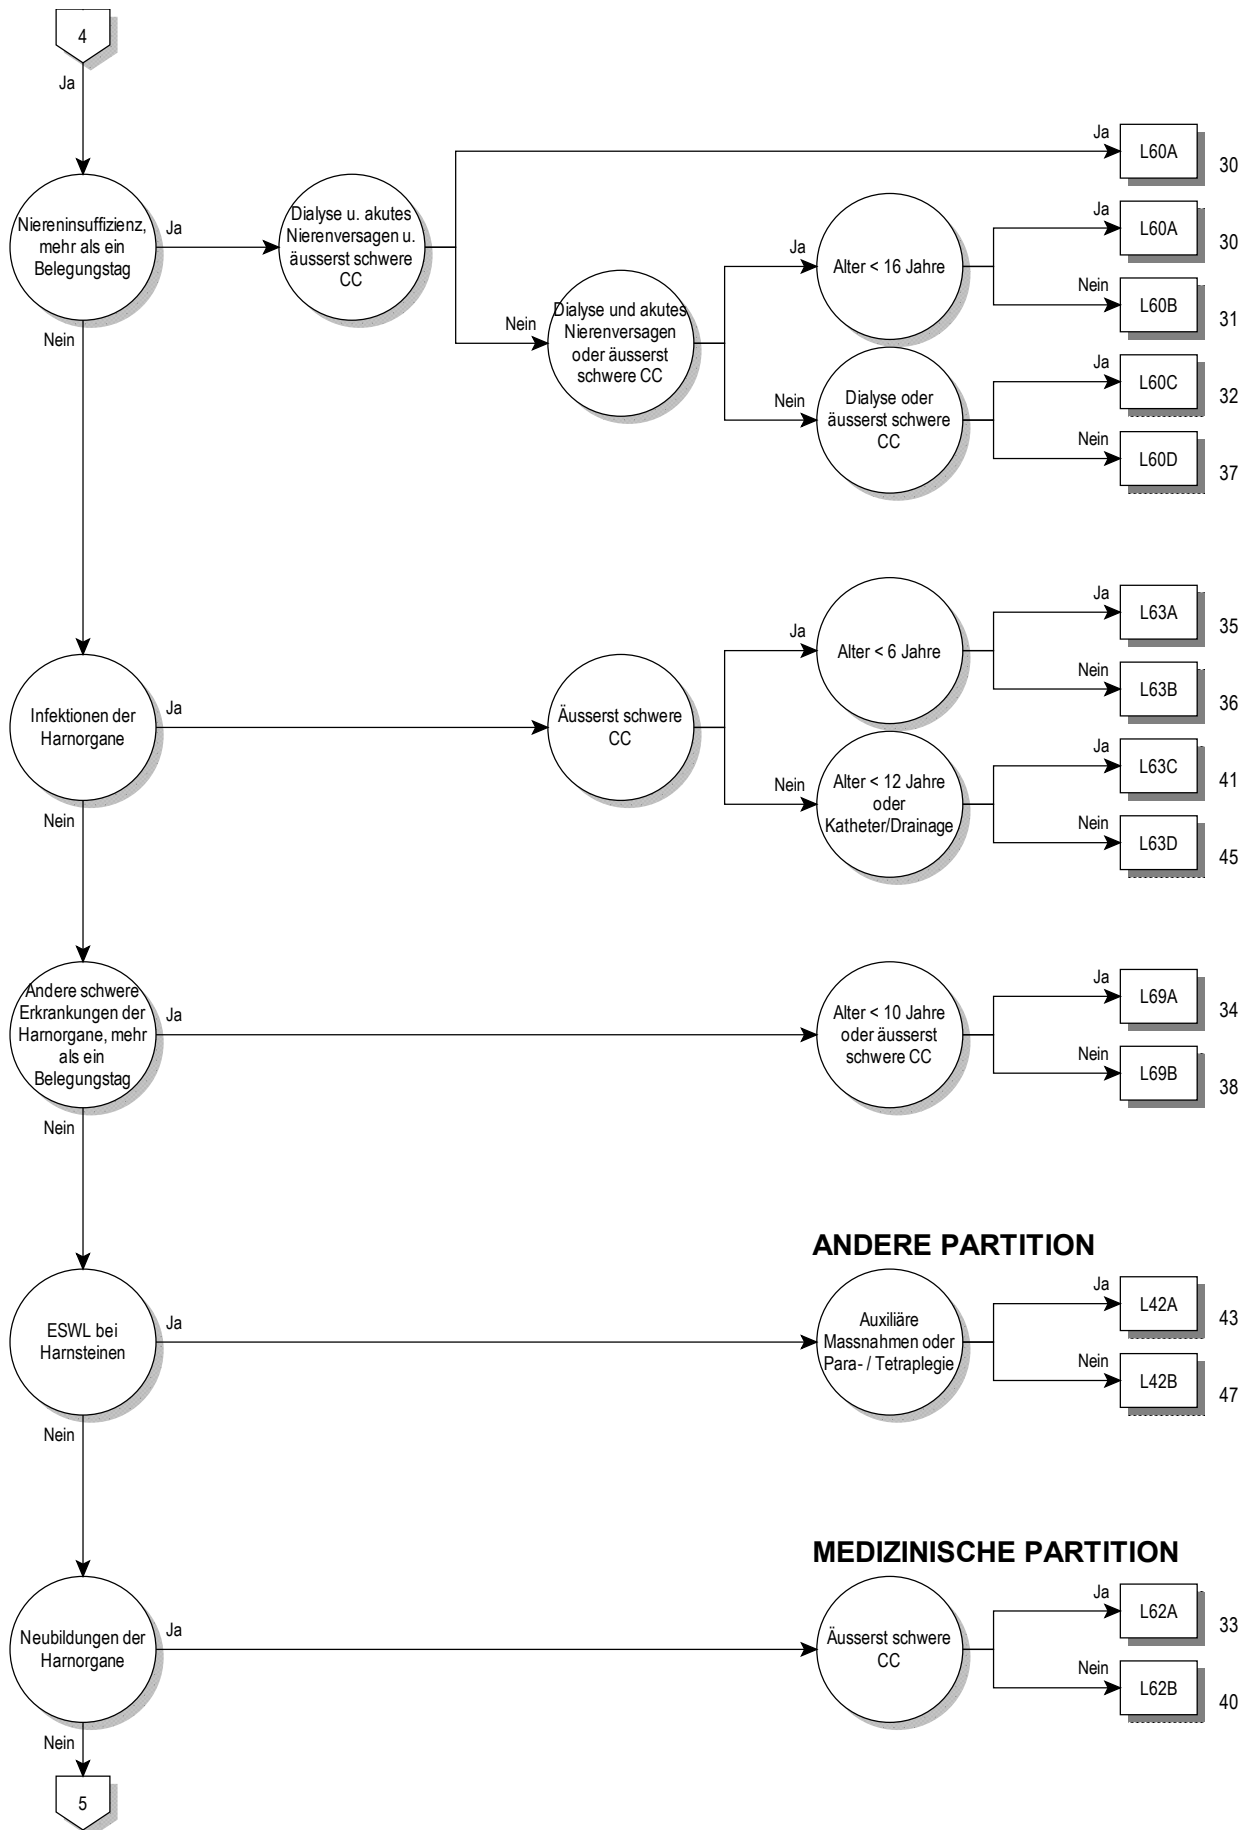 4
Ja
Niereninsuffizienz,
mehr als ein
Belegungstag
Ja
Dialyse u. akutes
Nierenversagen u.
äusserst schwere
CC
Ja
L60A
30
Nein
Dialyse und akutes
Nierenversagen
oder äusserst
schwere CC
Ja
Alter < 16 Jahre
Ja
L60A
30
Nein
L60B
31
Nein
Dialyse oder
äusserst schwere
CC
Ja
L60C
32
Nein
L60D
37
Nein
Infektionen der
Harnorgane
Ja
Äusserst schwere
CC
Ja
Alter < 6 Jahre
Ja
L63A
35
Nein
L63B
36
Nein
Alter < 12 Jahre
oder
Katheter/Drainage
Ja
L63C
41
Nein
L63D
45
Nein
Andere schwere
Erkrankungen der
Harnorgane, mehr
als ein
Belegungstag
Ja
Alter < 10 Jahre
oder äusserst
schwere CC
Ja
L69A
34
Nein
L69B
38
Nein
ANDERE PARTITION
ESWL bei
Harnsteinen
Ja
Auxiliäre
Massnahmen oder
Para- / Tetraplegie
Ja
L42A
43
Nein
L42B
47
Nein
MEDIZINISCHE PARTITION
Neubildungen der
Harnorgane
Ja
Äusserst schwere
CC
Ja
L62A
33
Nein
L62B
40
Nein
5